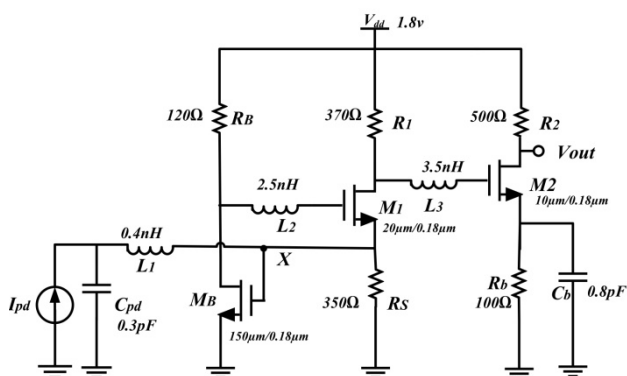 Vdd 1.8v
120Ω RB
370Ω R1
500Ω R2
Vout
2.5nH
L2
3.5nH
L3
M1
20μm/0.18μm
M2
10μm/0.18μm
0.4nH
L1
X
Ipd
Cpd
0.3pF
MB
150μm/0.18μm
350Ω RS
Rb
100Ω
Cb 0.8pF